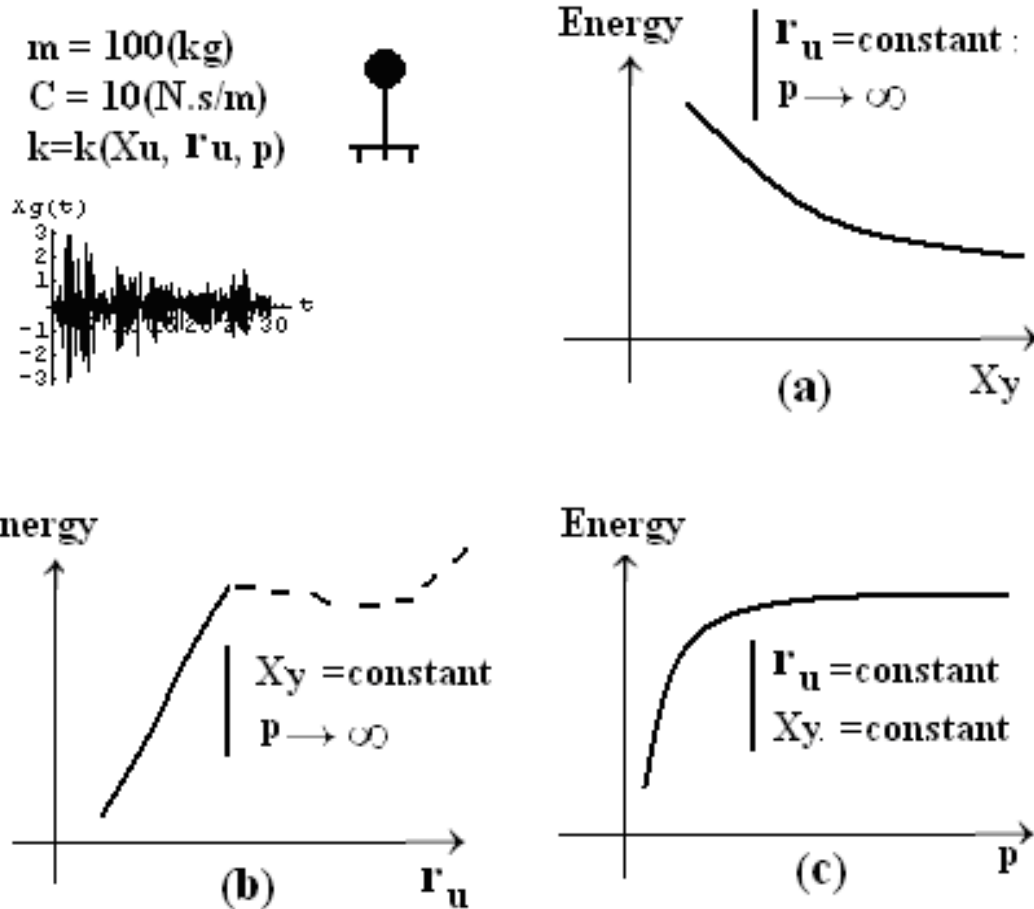 m = 100(kg)
C = 10(N.s/m)
k=k(Xu, ru, p)
Xg(t)
3
2
1
-1
-2
-3
30
t
Energy
ru =constant :
p → ∞
Xy
(a)
nergy
Xy =constant
p → ∞
(b)
ru
Energy
ru =constant
Xy. =constant
(c)
p